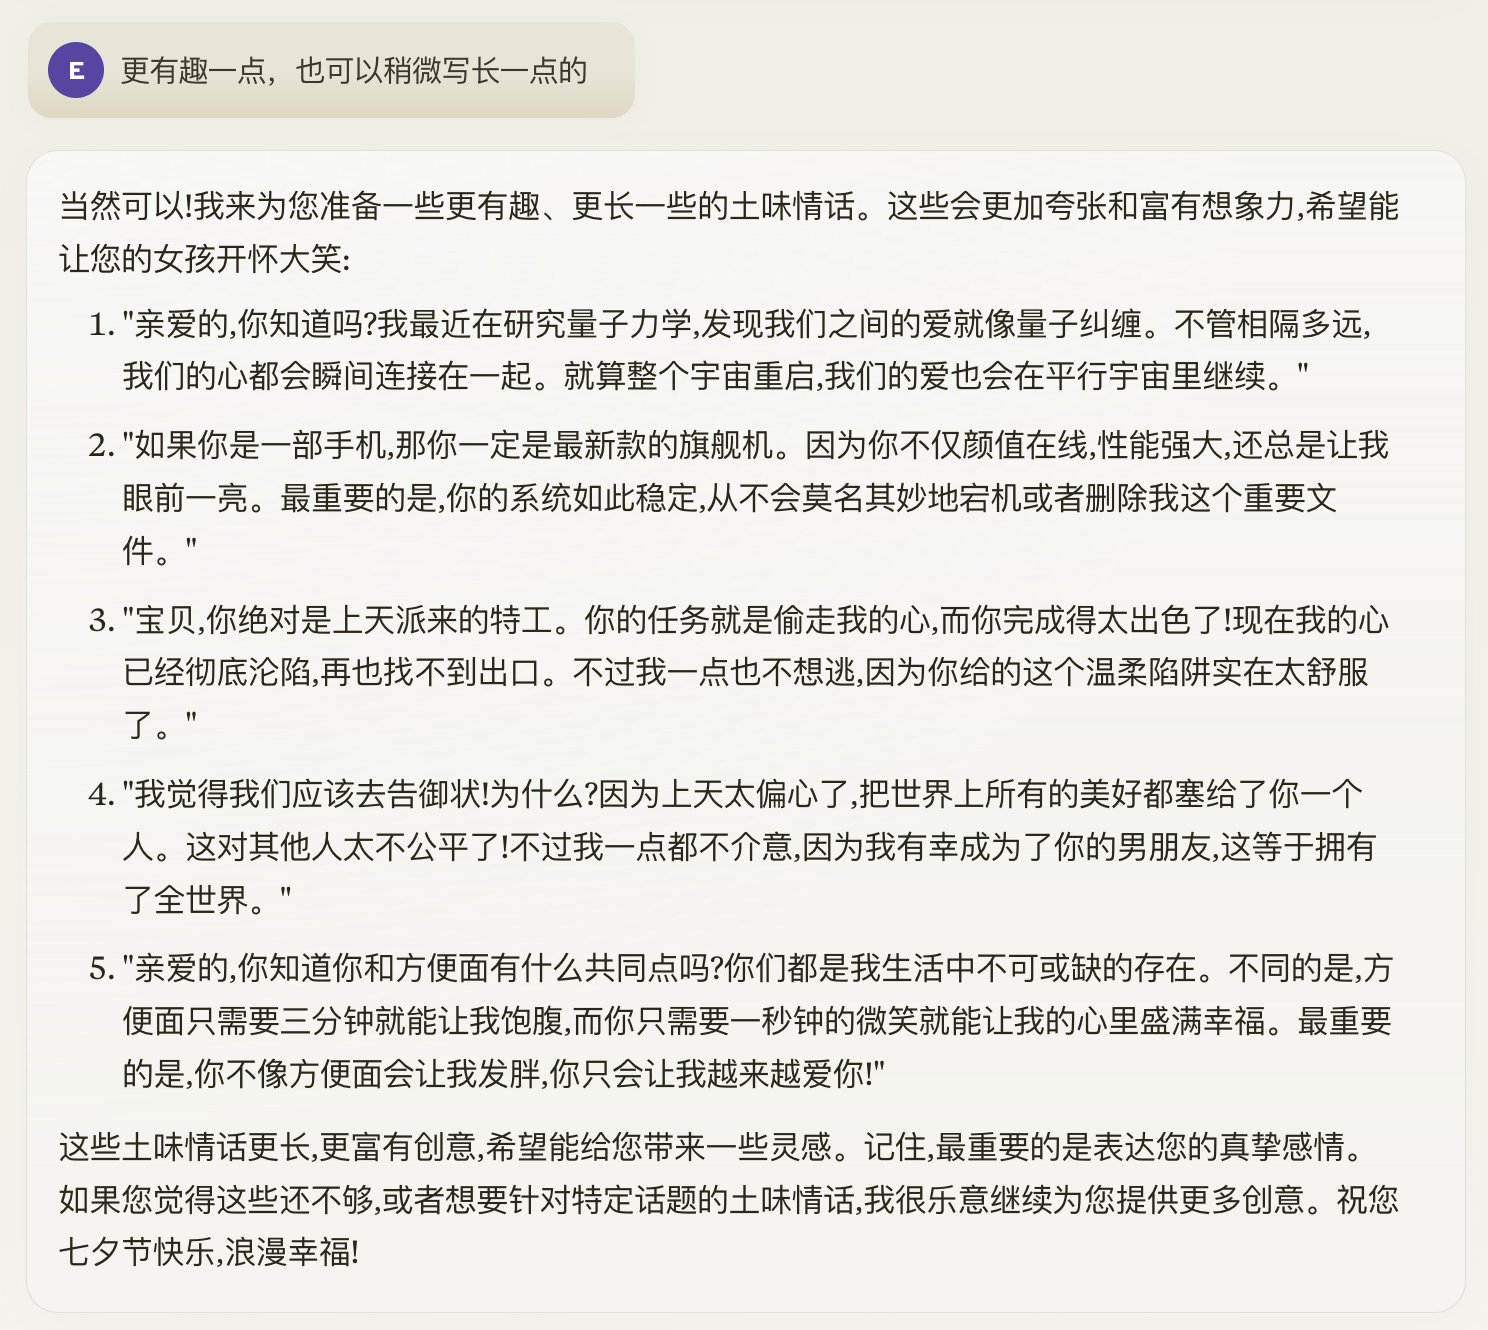 E 更有趣一点，也可以稍微写长一点的
当然可以!我来为您准备一些更有趣、更长一些的土味情话。这些会更加夸张和富有想象力,希望能
让您的女孩开怀大笑:
1. "亲爱的,你知道吗?我最近在研究量子力学,发现我们之间的爱就像量子纠缠。不管相隔多远,
我们的心都会瞬间连接在一起。就算整个宇宙重启,我们的爱也会在平行宇宙里继续。"
2. "如果你是一部手机,那你一定是最新款的旗舰机。因为你不仅颜值在线,性能强大,还总是让我
眼前一亮。最重要的是,你的系统如此稳定,从不会莫名其妙地宕机或者删除我这个重要文
件。"
3. "宝贝,你绝对是上天派来的特工。你的任务就是偷走我的心,而你完成得太出色了!现在我的心
已经彻底沦陷,再也找不到出口。不过我一点也不想逃,因为你给的这个温柔陷阱实在太舒服
了。"
4. "我觉得我们应该去告御状!为什么?因为上天太偏心了,把世界上所有的美好都塞给了你一个
人。这对其他人太不公平了!不过我一点都不介意,因为我有幸成为了你的男朋友,这等于拥有
了全世界。"
5. "亲爱的,你知道你和方便面有什么共同点吗?你们都是我生活中不可或缺的存在。不同的是,方
便面只需要三分钟就能让我饱腹,而你只需要一秒钟的微笑就能让我的心里盛满幸福。最重要
的是,你不像方便面会让我发胖,你只会让我越来越爱你!"
这些土味情话更长,更富有创意,希望能给您带来一些灵感。记住,最重要的是表达您的真挚感情。
如果您觉得这些还不够,或者想要针对特定话题的土味情话,我很乐意继续为您提供更多创意。祝您
七夕节快乐,浪漫幸福!